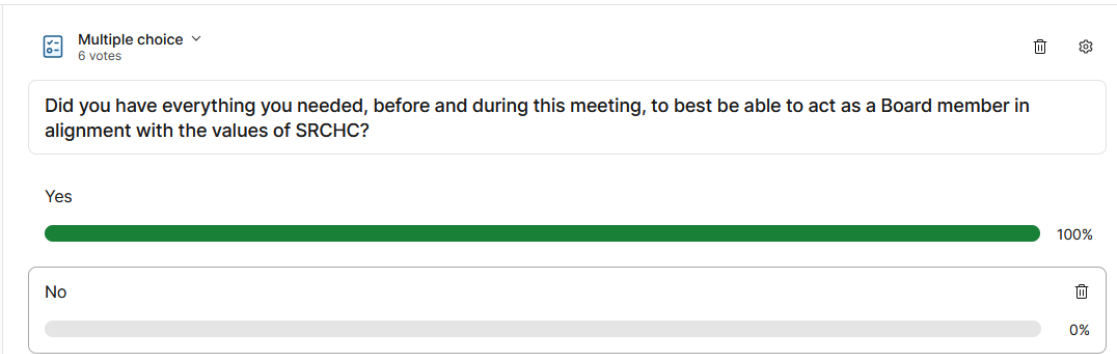 Multiple choice
6 votes
Did you have everything you needed, before and during this meeting, to best be able to act as a Board member in
alignment with the values of SRCHC?
Yes
100%
No
0%